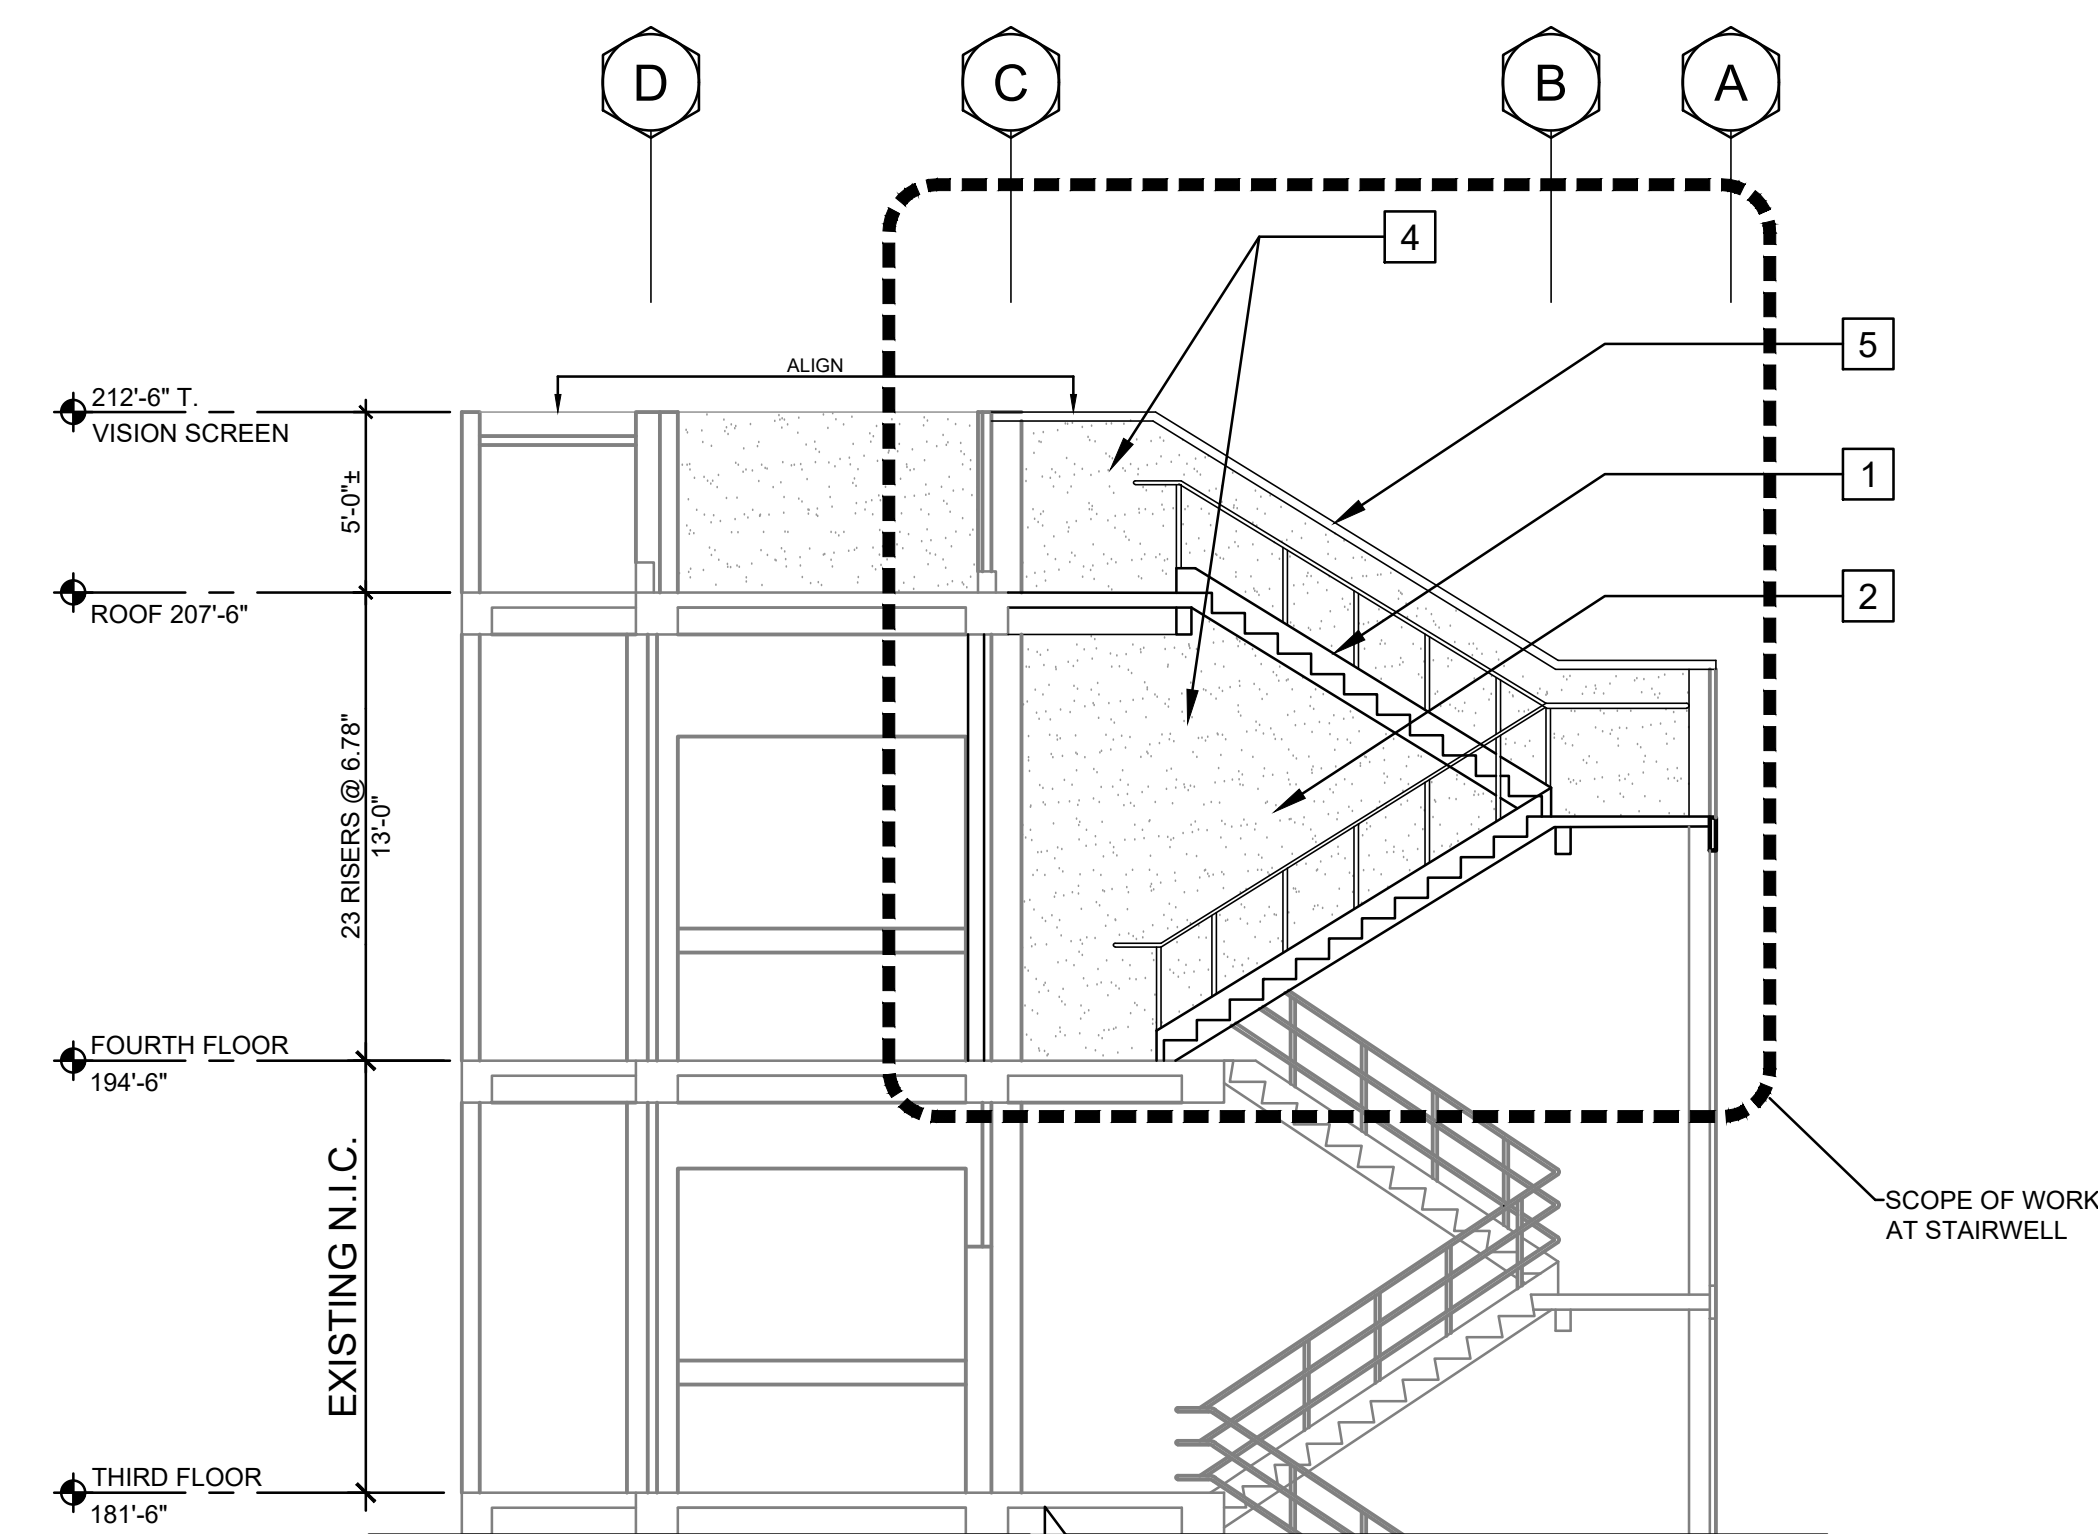 D
C
B
A
4
5
ALIGN
212'-6" T.
VISION SCREEN
5'-0"±
1
2
ROOF 207'-6"
23 RISERS @ 6.78"
13'-0"
FOURTH FLOOR
194'-6"
EXISTING N.I.C.
SCOPE OF WORK
AT STAIRWELL
THIRD FLOOR
181'-6"